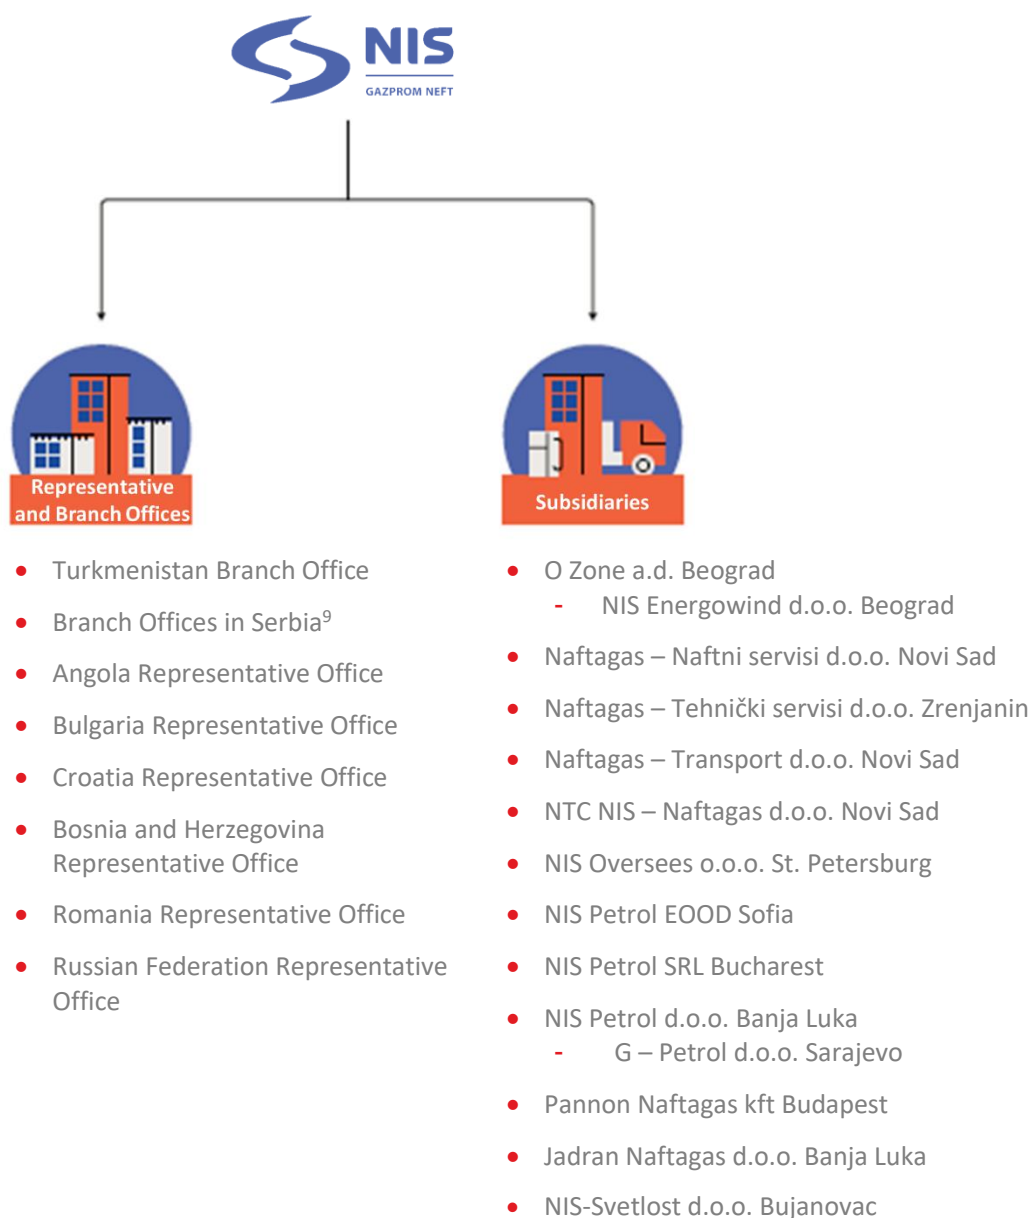 NIS
GAZPROM NEFT
Representative
and Branch Offices
• Turkmenistan Branch Office
• Branch Offices in Serbia⁹
• Angola Representative Office
• Bulgaria Representative Office
• Croatia Representative Office
• Bosnia and Herzegovina
Representative Office
• Romania Representative Office
• Russian Federation Representative
Office
Subsidiaries
• O Zone a.d. Beograd
- NIS Energowind d.o.o. Beograd
• Naftagas – Naftni servisi d.o.o. Novi Sad
• Naftagas – Tehnički servisi d.o.o. Zrenjanin
• Naftagas – Transport d.o.o. Novi Sad
• NTC NIS – Naftagas d.o.o. Novi Sad
• NIS Oversees o.o.o. St. Petersburg
• NIS Petrol EOOD Sofia
• NIS Petrol SRL Bucharest
• NIS Petrol d.o.o. Banja Luka
- G – Petrol d.o.o. Sarajevo
• Pannon Naftagas kft Budapest
• Jadran Naftagas d.o.o. Banja Luka
• NIS-Svetlost d.o.o. Bujanovac